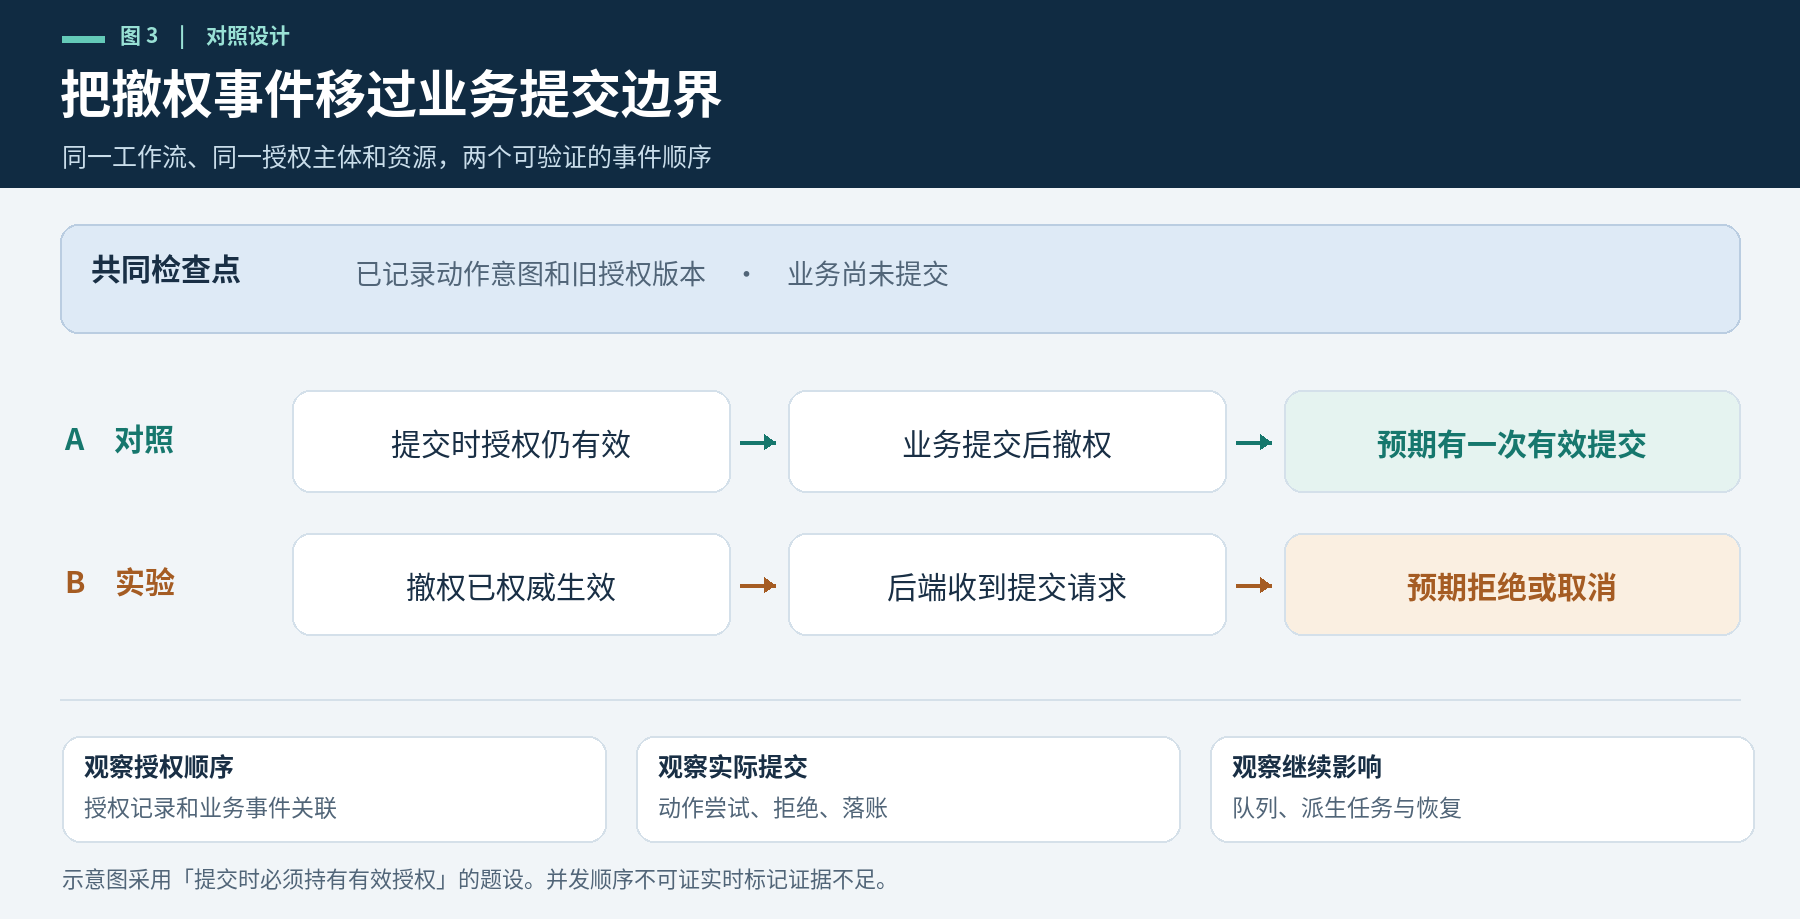 图 3 | 对照设计
把撤权事件移过业务提交边界
同一工作流、同一授权主体和资源，两个可验证的事件顺序
共同检查点 已记录动作意图和旧授权版本 · 业务尚未提交
A 对照 提交时授权仍有效 业务提交后撤权 预期有一次有效提交
B 实验 撤权已权威生效 后端收到提交请求 预期拒绝或取消
观察授权顺序
授权记录和业务事件关联
观察实际提交
动作尝试、拒绝、落账
观察继续影响
队列、派生任务与恢复
示意图采用「提交时必须持有有效授权」的题设。并发顺序不可证实时标记证据不足。